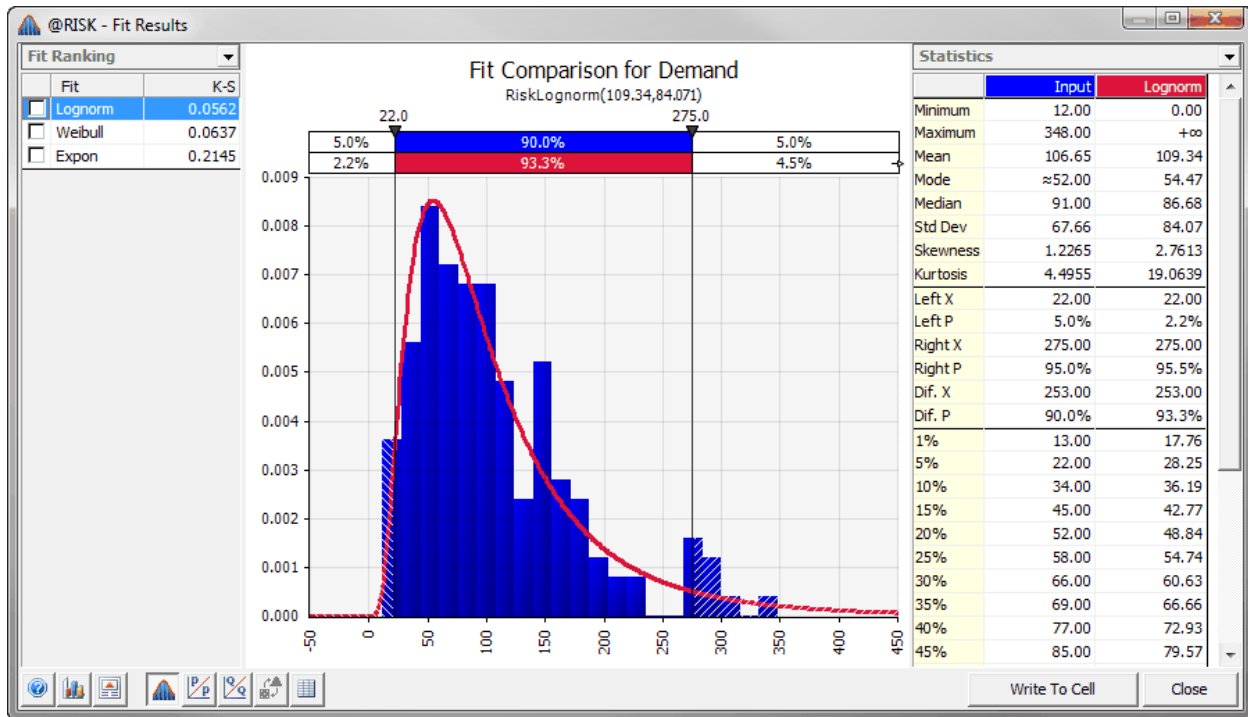 @RISK - Fit Results
Fit Ranking
Fit K-S
Lognorm 0.0562
Weibull 0.0637
Expon 0.2145
Fit Comparison for Demand
RiskLognorm(109.34,84.071)
22.0 275.0
5.0% 90.0% 5.0%
2.2% 93.3% 4.5%
0.009
0.008
0.007
0.006
0.005
0.004
0.003
0.002
0.001
0.000
-50 0 50 100 150 200 250 300 350 400 450
Statistics
Input Lognorm
Minimum 12.00 0.00
Maximum 348.00 +∞
Mean 106.65 109.34
Mode ≈52.00 54.47
Median 91.00 86.68
Std Dev 67.66 84.07
Skewness 1.2265 2.7613
Kurtosis 4.4955 19.0639
Left X 22.00 22.00
Left P 5.0% 2.2%
Right X 275.00 275.00
Right P 95.0% 95.5%
Dif. X 253.00 253.00
Dif. P 90.0% 93.3%
1% 13.00 17.76
5% 22.00 28.25
10% 34.00 36.19
15% 45.00 42.77
20% 52.00 48.84
25% 58.00 54.74
30% 66.00 60.63
35% 69.00 66.66
40% 77.00 72.93
45% 85.00 79.57
P/P Q/Q
Write To Cell Close